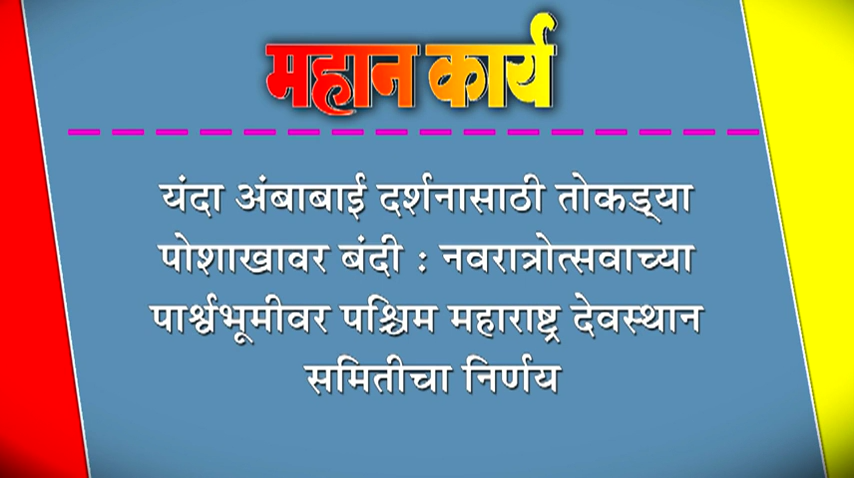 महान कार्य
यंदा अंबाबाई दर्शनासाठी तोकड्या
पोशाखावर बंदी : नवरात्रोत्सवाच्या
पार्श्वभूमीवर पश्चिम महाराष्ट्र देवस्थान
समितीचा निर्णय